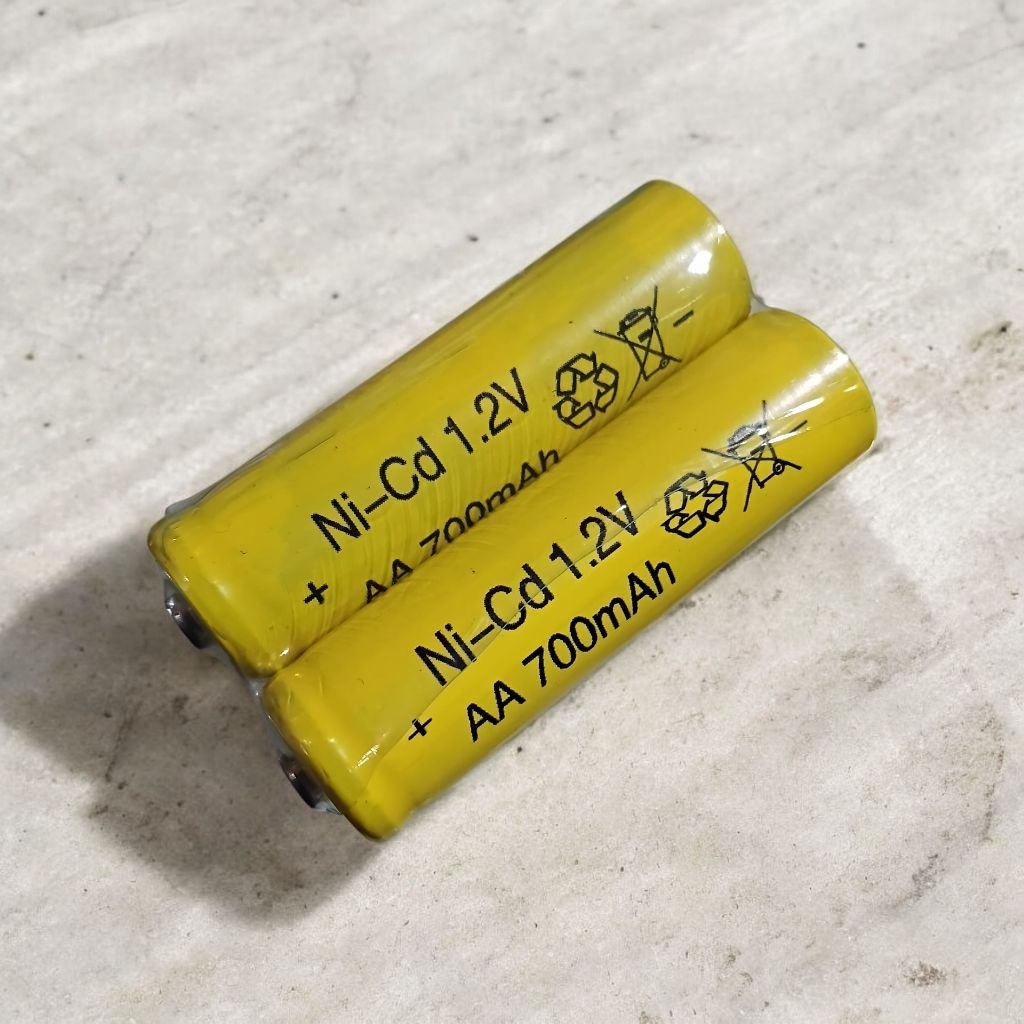 Ni–Cd 1.2V
AA 700mAh
+ –
Ni–Cd 1.2V
AA 700mAh
+ –